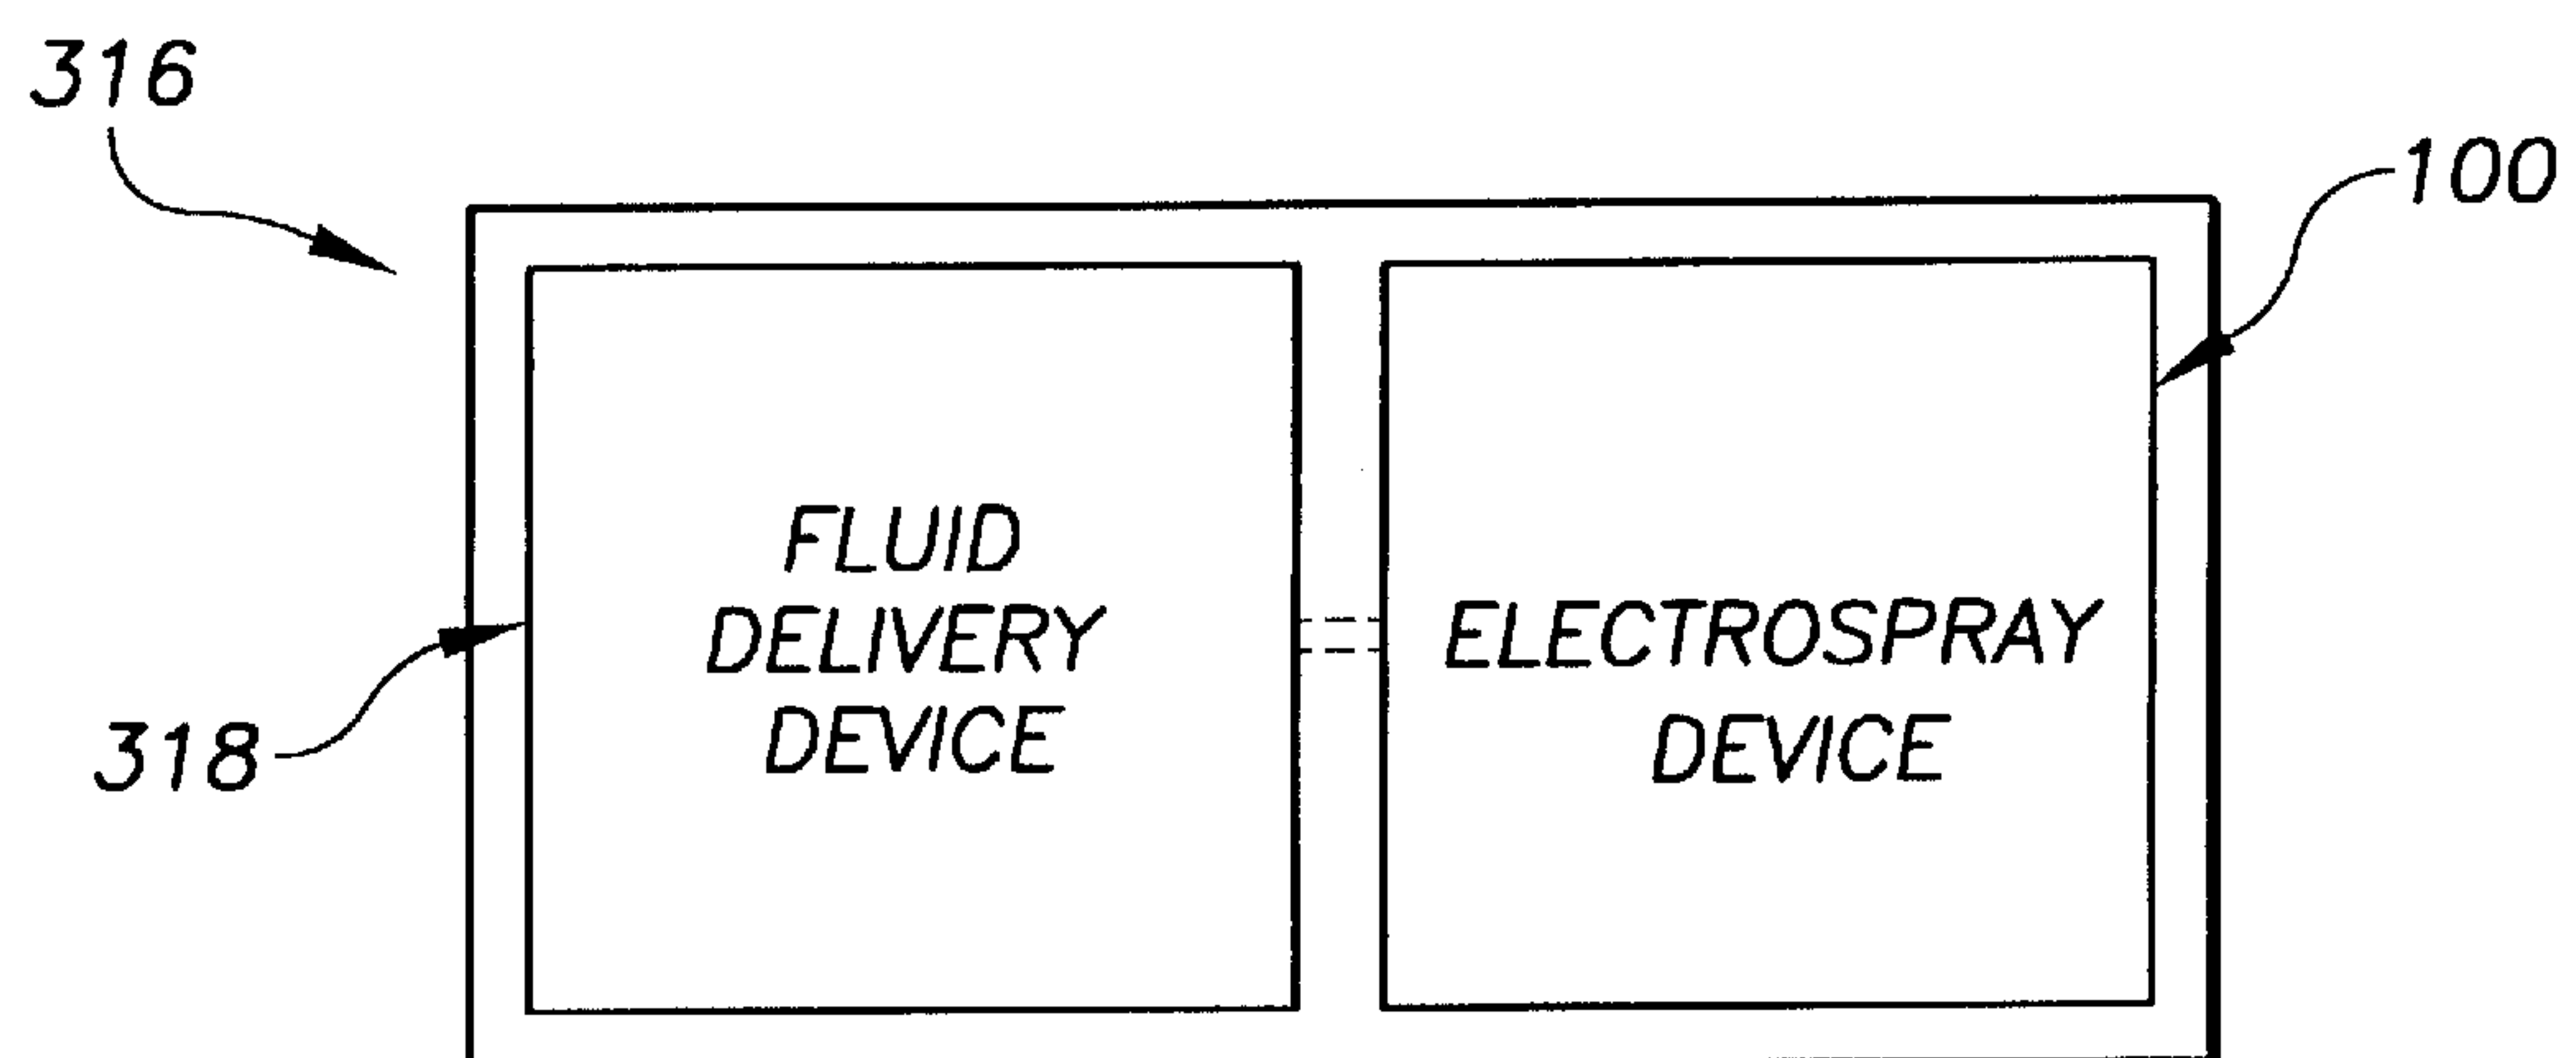 316
100
FLUID
DELIVERY
DEVICE
ELECTROSPRAY
DEVICE
318